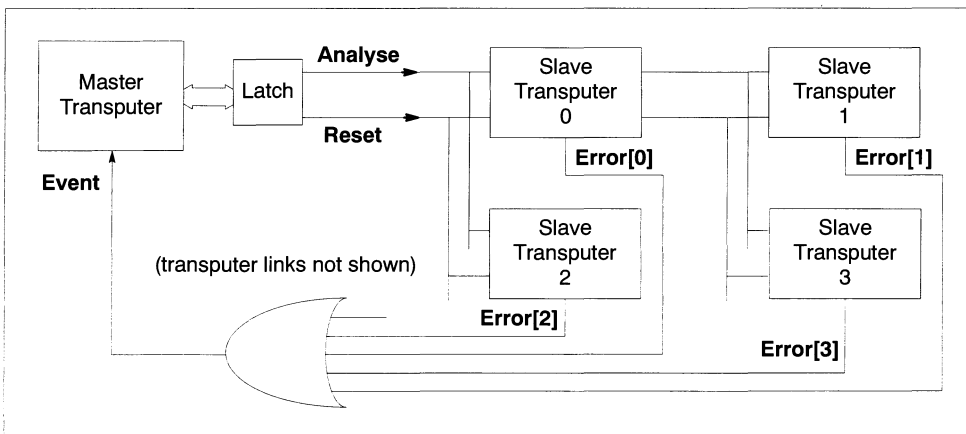 Master
Transputer
Latch
Analyse
Reset
Slave
Transputer
0
Slave
Transputer
1
Error[0]
Error[1]
Event
Slave
Transputer
2
Slave
Transputer
3
(transputer links not shown)
Error[2]
Error[3]